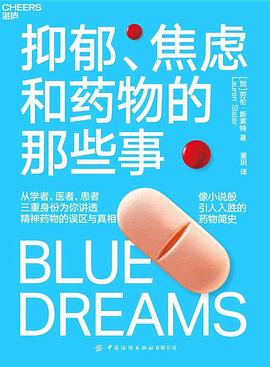 CHEERS
湛庐
抑郁、焦虑
和药物的
那些事
[加]劳伦·斯莱特 著
Lauren Slater
童玥 译
从学者、医者、患者
三重身份为你讲透
精神药物的误区与真相
像小说般
引人入胜的
药物简史
BLUE
DREAMS
中国纺织出版社有限公司